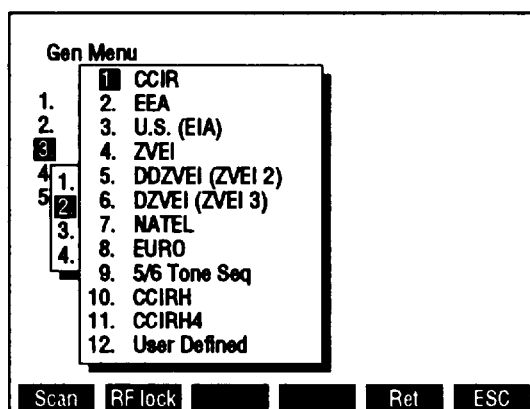 Gen Menu
1.
2.
3
4
5
1.
2.
3.
4.
1. CCIR
2. EEA
3. U.S. (EIA)
4. ZVEI
5. DDZVEI (ZVEI 2)
6. DZVEI (ZVEI 3)
7. NATEL
8. EURO
9. 5/6 Tone Seq
10. CCIRH
11. CCIRH4
12. User Defined
Scan RF lock Ret ESC